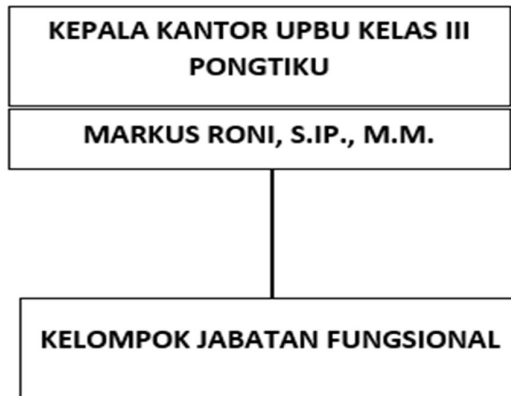 KEPALA KANTOR UPBU KELAS III
PONGTIKU
MARKUS RONI, S.IP., M.M.
KELOMPOK JABATAN FUNGSIONAL